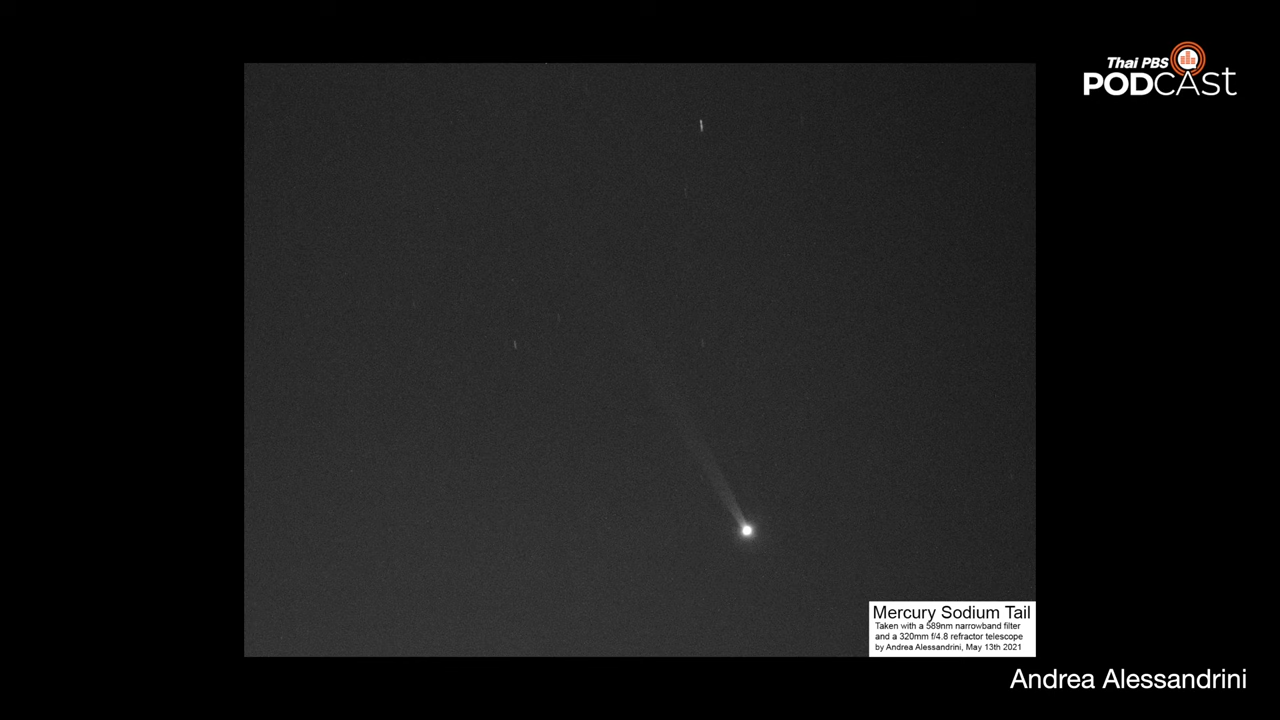 Thai PBS
PODCAST
Mercury Sodium Tail
Taken with a 589nm narrowband filter
and a 320mm f/4.8 refractor telescope
by Andrea Alessandrini, May 13th 2021
Andrea Alessandrini